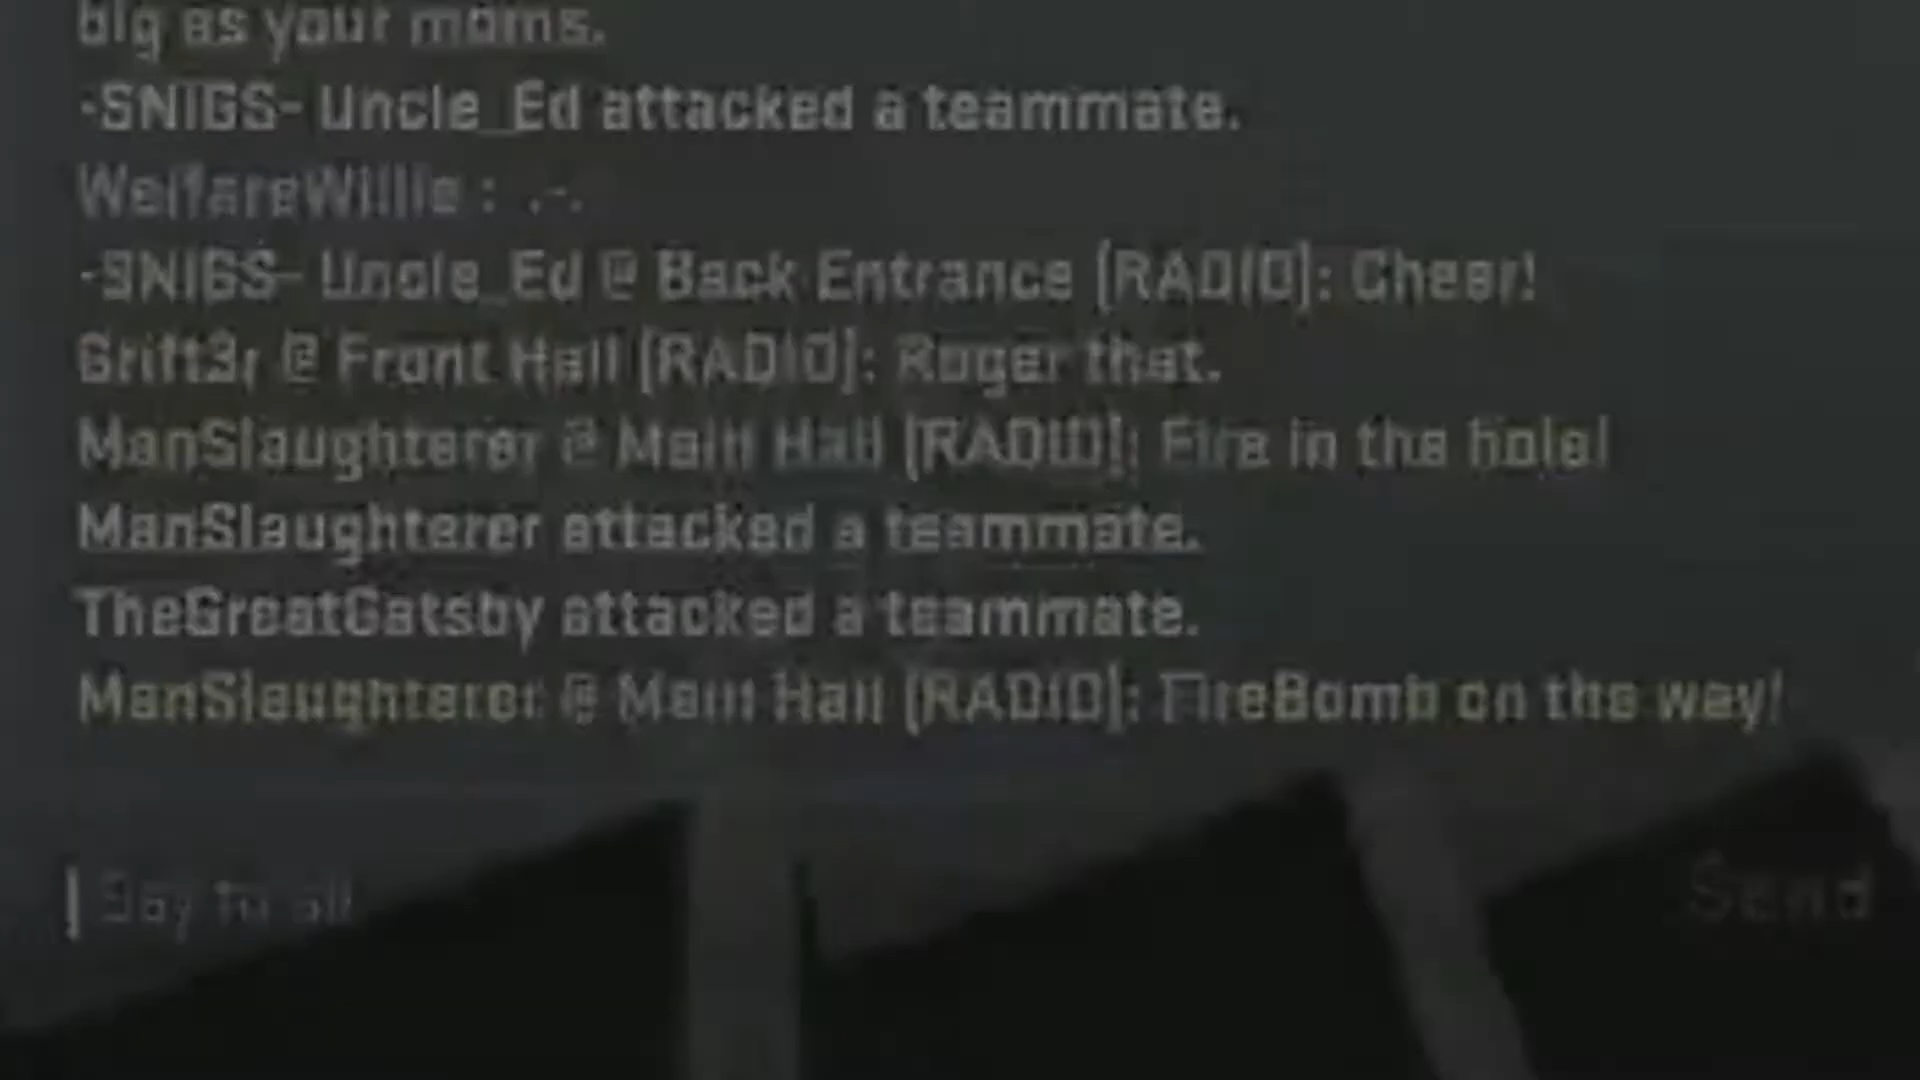 big as your moms.
-SNIGS- Uncle_Ed attacked a teammate.
WelfareWillie : .-.
-SNIGS- Uncle_Ed @ Back Entrance (RADIO): Cheer!
Grift3r @ Front Hall (RADIO): Roger that.
ManSlaughterer @ Main Hall (RADIO): Fire in the hole!
ManSlaughterer attacked a teammate.
TheGreatGatsby attacked a teammate.
ManSlaughterer @ Main Hall (RADIO): FireBomb on the way!
Say to all
Send